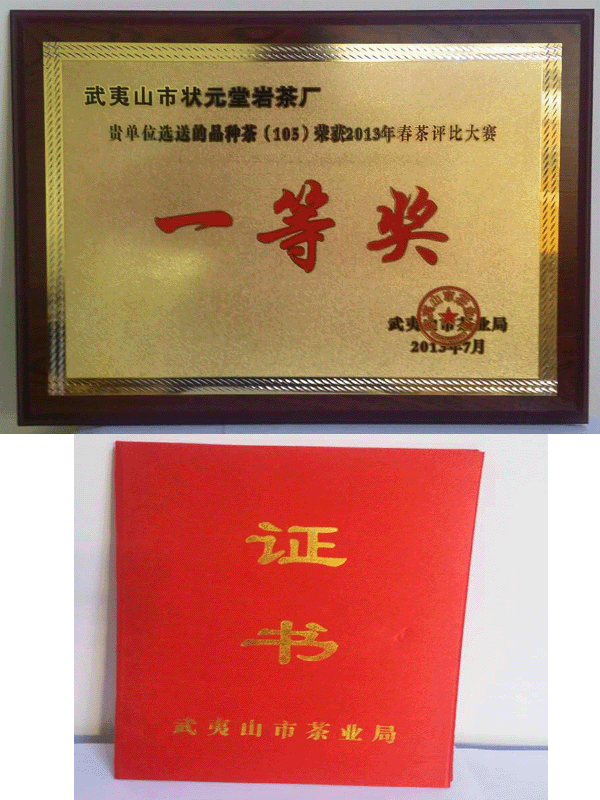 武夷山市状元堂岩茶厂
贵单位选送的品种茶（105）荣获2013年春茶评比大赛
一等奖
武夷山市茶业局
2013年7月
证
书
武夷山市茶业局